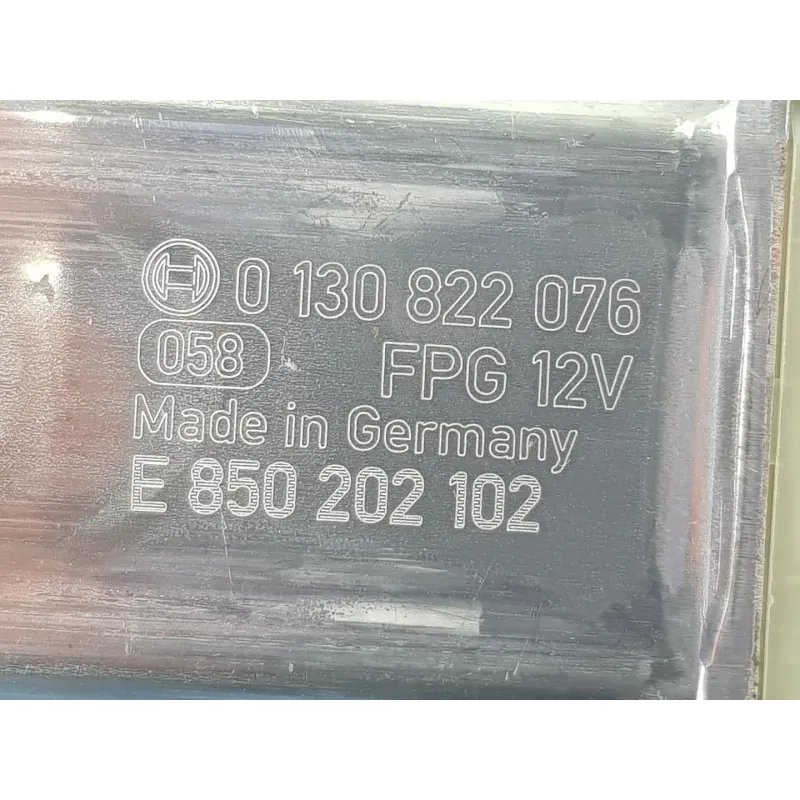 0 130 822 076
058 FPG 12V
Made in Germany
E 850 202 102